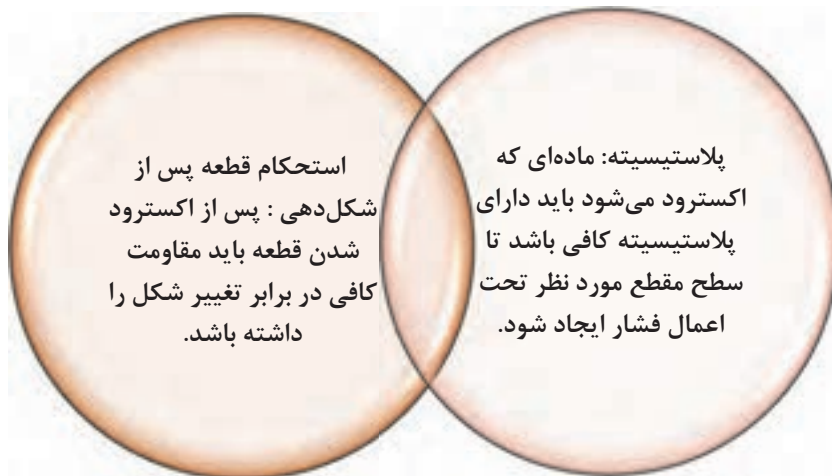 پلاستیسیته: ماده‌ای که
اکسترود می‌شود باید دارای
پلاستیسیته کافی باشد تا
سطح مقطع مورد نظر تحت
اعمال فشار ایجاد شود.
استحکام قطعه پس از
شکل‌دهی : پس از اکسترود
شدن قطعه باید مقاومت
کافی در برابر تغییر شکل را
داشته باشد.